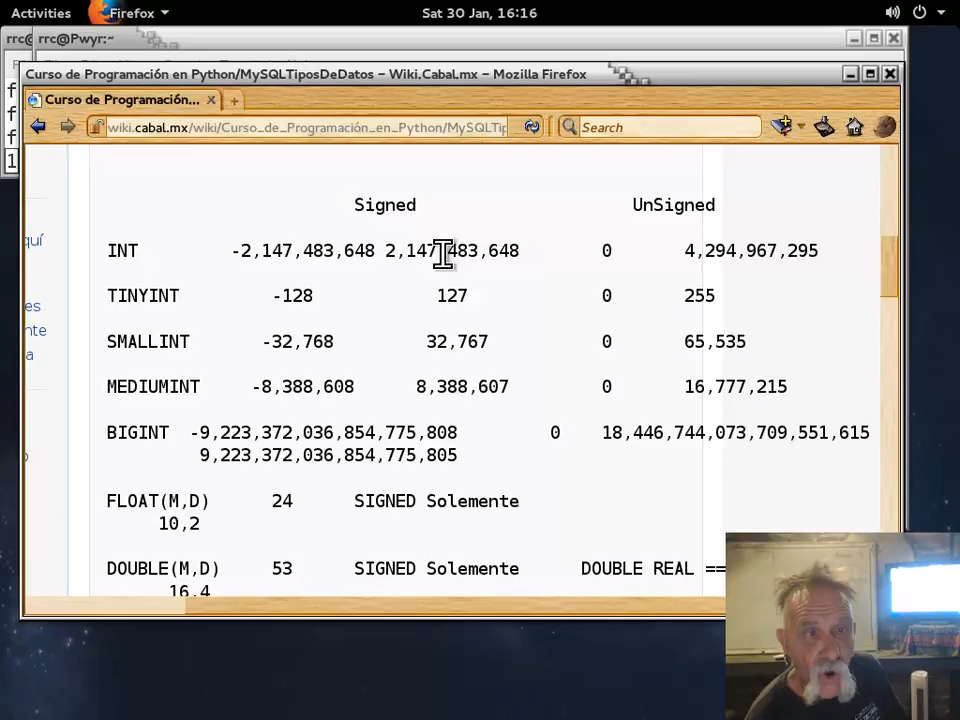 Activities Firefox Sat 30 Jan, 16:16
rrc@ rrc@Pwyr:~
Curso de Programación en Python/MySQLTiposDeDatos – Wiki.Cabal.mx – Mozilla Firefox
Curso de Programación... x +
wiki.cabal.mx/wiki/Curso_de_Programación_en_Python/MySQLTip Search
f
f
f
1
quí
es
nte
a
Signed UnSigned
INT -2,147,483,648 2,147,483,648 0 4,294,967,295
TINYINT -128 127 0 255
SMALLINT -32,768 32,767 0 65,535
MEDIUMINT -8,388,608 8,388,607 0 16,777,215
BIGINT -9,223,372,036,854,775,808 0 18,446,744,073,709,551,615
9,223,372,036,854,775,805
FLOAT(M,D) 24 SIGNED Solemente
10,2
DOUBLE(M,D) 53 SIGNED Solemente DOUBLE REAL ==
16,4